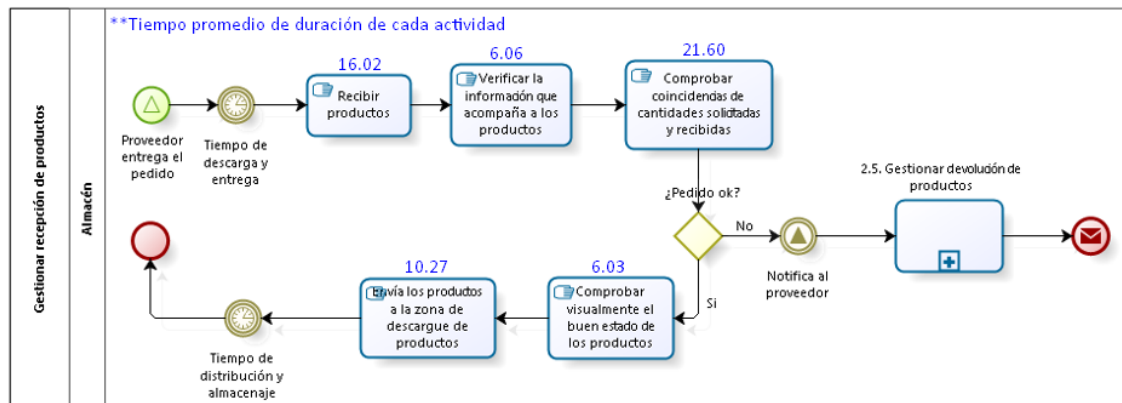 Gestionar recepción de productos
Almacén
**Tiempo promedio de duración de cada actividad
Proveedor
entrega el
pedido
Tiempo de
descarga y
entrega
16.02
Recibir
productos
6.06
Verificar la
información que
acompaña a los
productos
21.60
Comprobar
coincidencias de
cantidades solicitadas
y recibidas
¿Pedido ok?
No
Notifica al
proveedor
2.5. Gestionar devolución de
productos
Si
6.03
Comprobar
visualmente el
buen estado de
los productos
10.27
Envía los productos
a la zona de
descargue de
productos
Tiempo de
distribución y
almacenaje